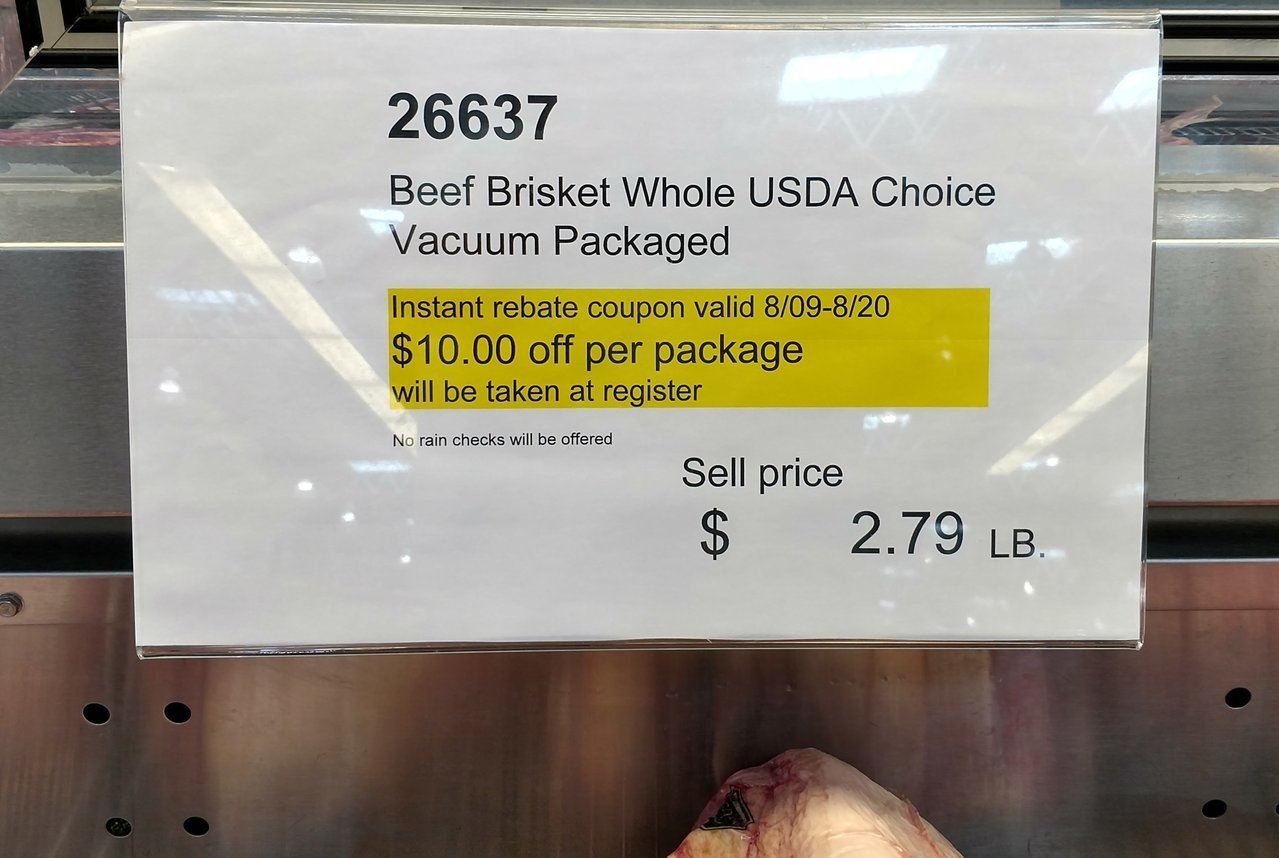 26637
Beef Brisket Whole USDA Choice
Vacuum Packaged
Instant rebate coupon valid 8/09-8/20
$10.00 off per package
will be taken at register
No rain checks will be offered
Sell price
$ 2.79 LB.